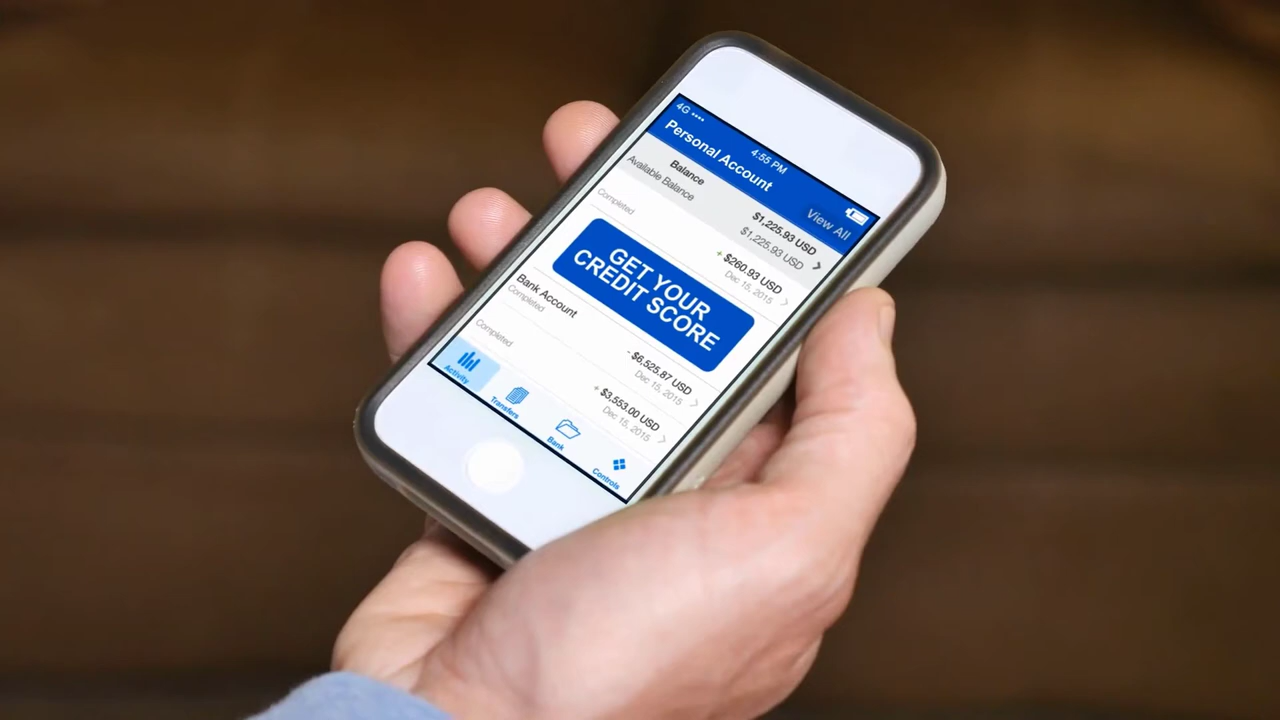 4G
4:55 PM
Personal Account
View All
Balance
$1,225.93 USD
Available Balance
$1,225.93 USD
Completed
+ $260.93 USD
Dec 15, 2015
GET YOUR
CREDIT SCORE
Bank Account
Completed
- $6,525.87 USD
Dec 15, 2015
Completed
+ $3,553.00 USD
Dec 15, 2015
Activity
Transfers
Bank
Controls